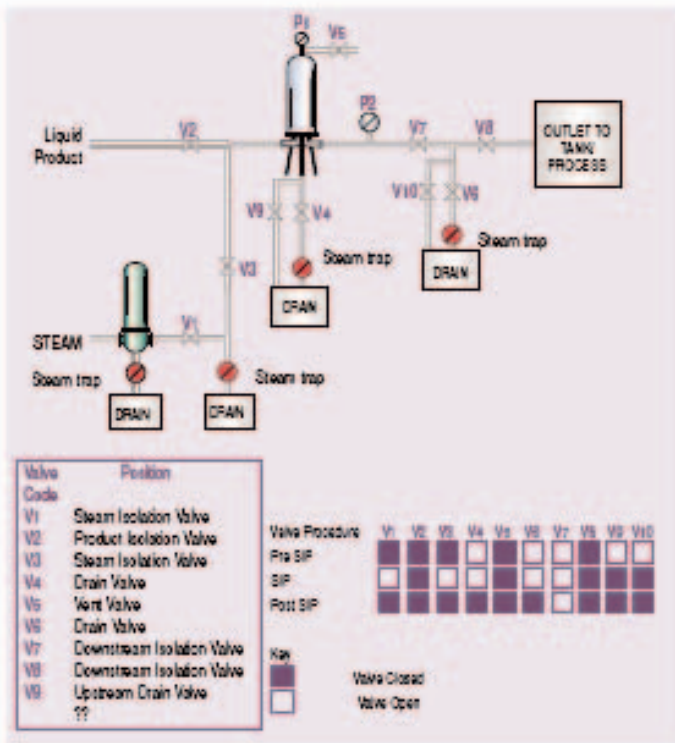 P1
V5
P2
Liquid
Product
V2
V7
V8
OUTLET TO
TANK/
PROCESS
V9
V4
V10
V6
Steam trap
Steam trap
DRAIN
V3
DRAIN
V1
STEAM
Steam trap
Steam trap
DRAIN
DRAIN
Valve Position
Code
V1 Steam Isolation Valve
V2 Product Isolation Valve
V3 Steam Isolation Valve
V4 Drain Valve
V5 Vent Valve
V6 Drain Valve
V7 Downstream Isolation Valve
V8 Downstream Isolation Valve
V9 Upstream Drain Valve
??
Valve Procedure V1 V2 V3 V4 V5 V6 V7 V8 V9 V10
Pre SIP
SIP
Post SIP
Key
Valve Closed
Valve Open